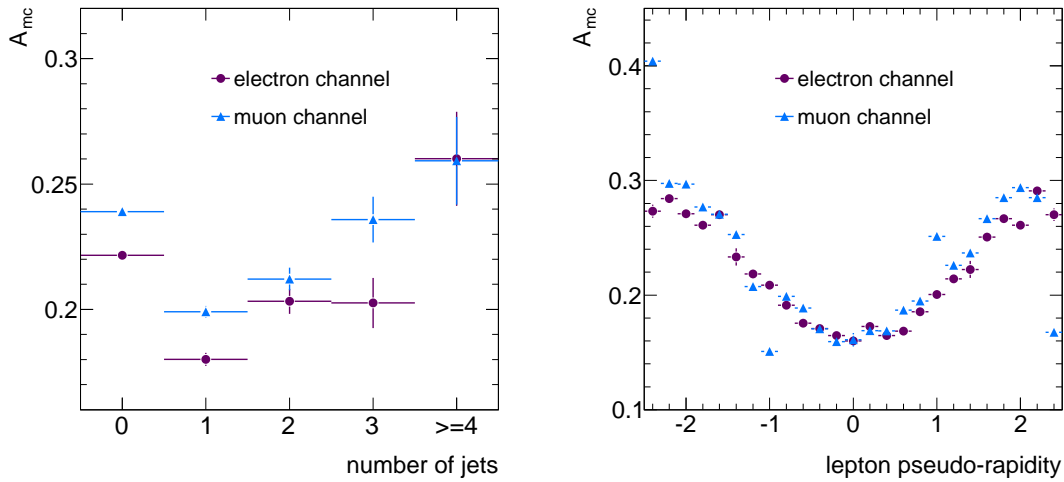 A_mc
0.3
electron channel
muon channel
0.25
0.2
0 1 2 3 >=4
number of jets
A_mc
0.4
electron channel
muon channel
0.3
0.2
0.1
-2 -1 0 1 2
lepton pseudo-rapidity